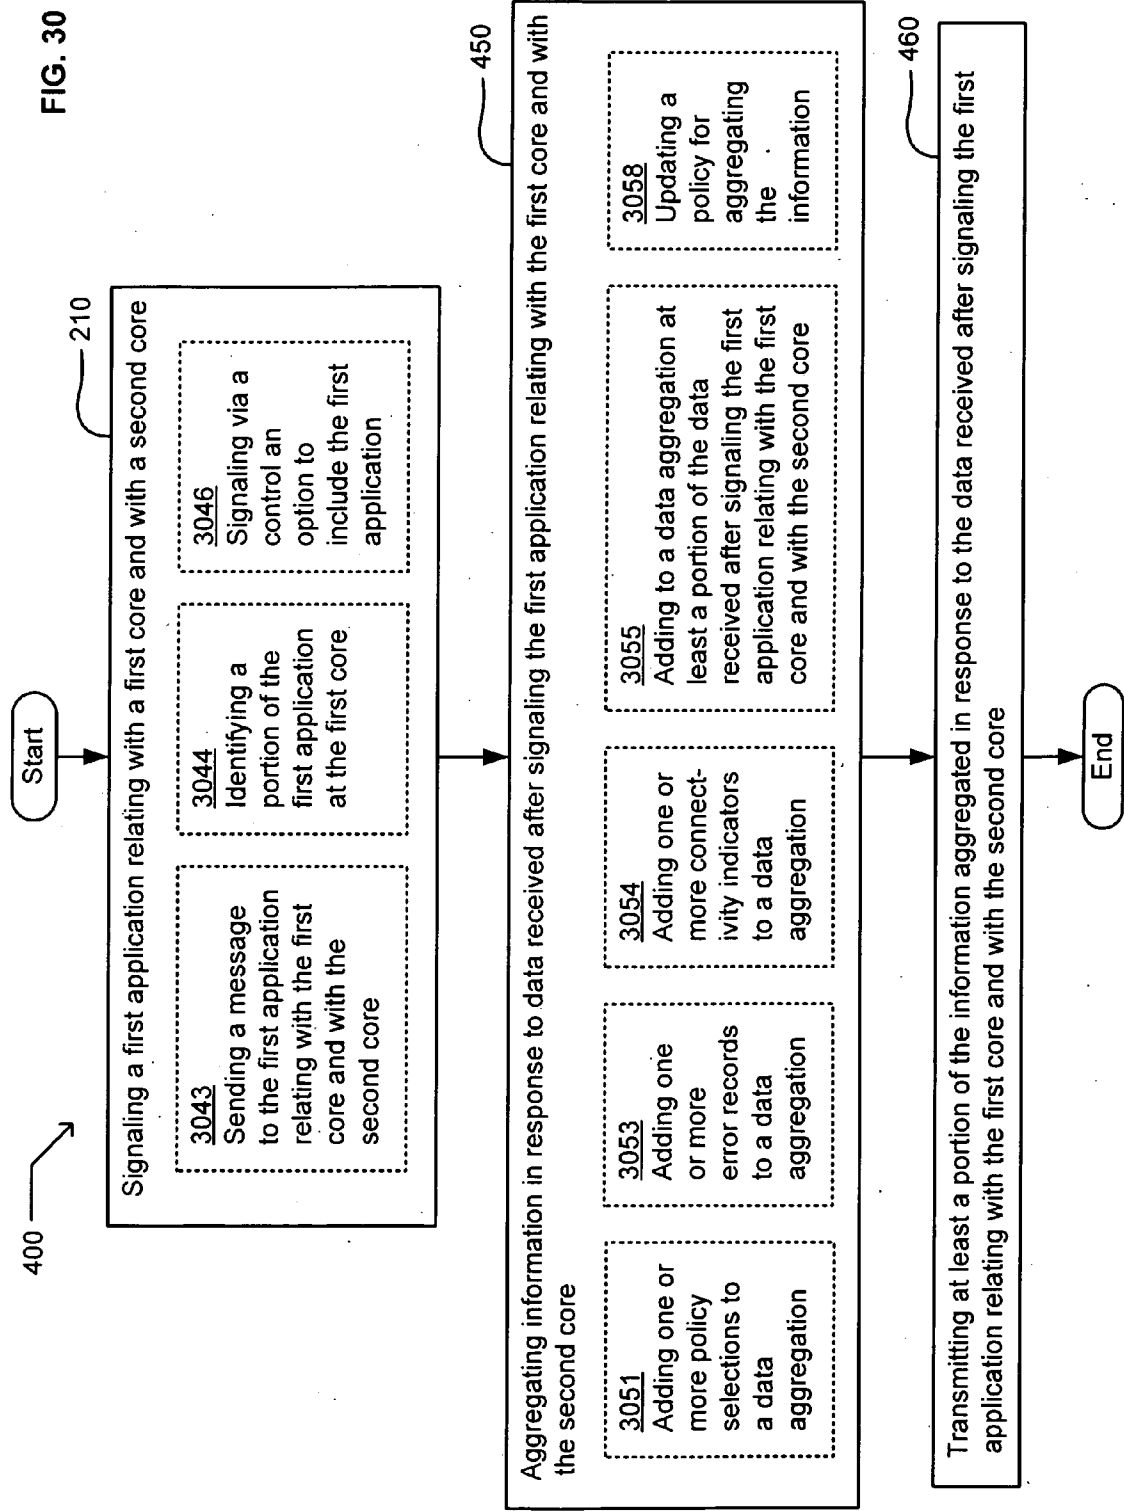 FIG. 30
400
Start
210
Signaling a first application relating with a first core and with a second core
3043
Sending a message
to the first application
relating with the first
core and with the
second core
3044
Identifying a
portion of the
first application
at the first core
3046
Signaling via a
control an
option to
include the first
application
450
Aggregating information in response to data received after signaling the first application relating with the first core and with
the second core
3051
Adding one or
more policy
selections to
a data
aggregation
3053
Adding one
or more
error records
to a data
aggregation
3054
Adding one or
more connect-
ivity indicators
to a data
aggregation
3055
Adding to a data aggregation at
least a portion of the data
received after signaling the first
application relating with the first
core and with the second core
3058
Updating a
policy for
aggregating
the
information
460
Transmitting at least a portion of the information aggregated in response to the data received after signaling the first
application relating with the first core and with the second core
End